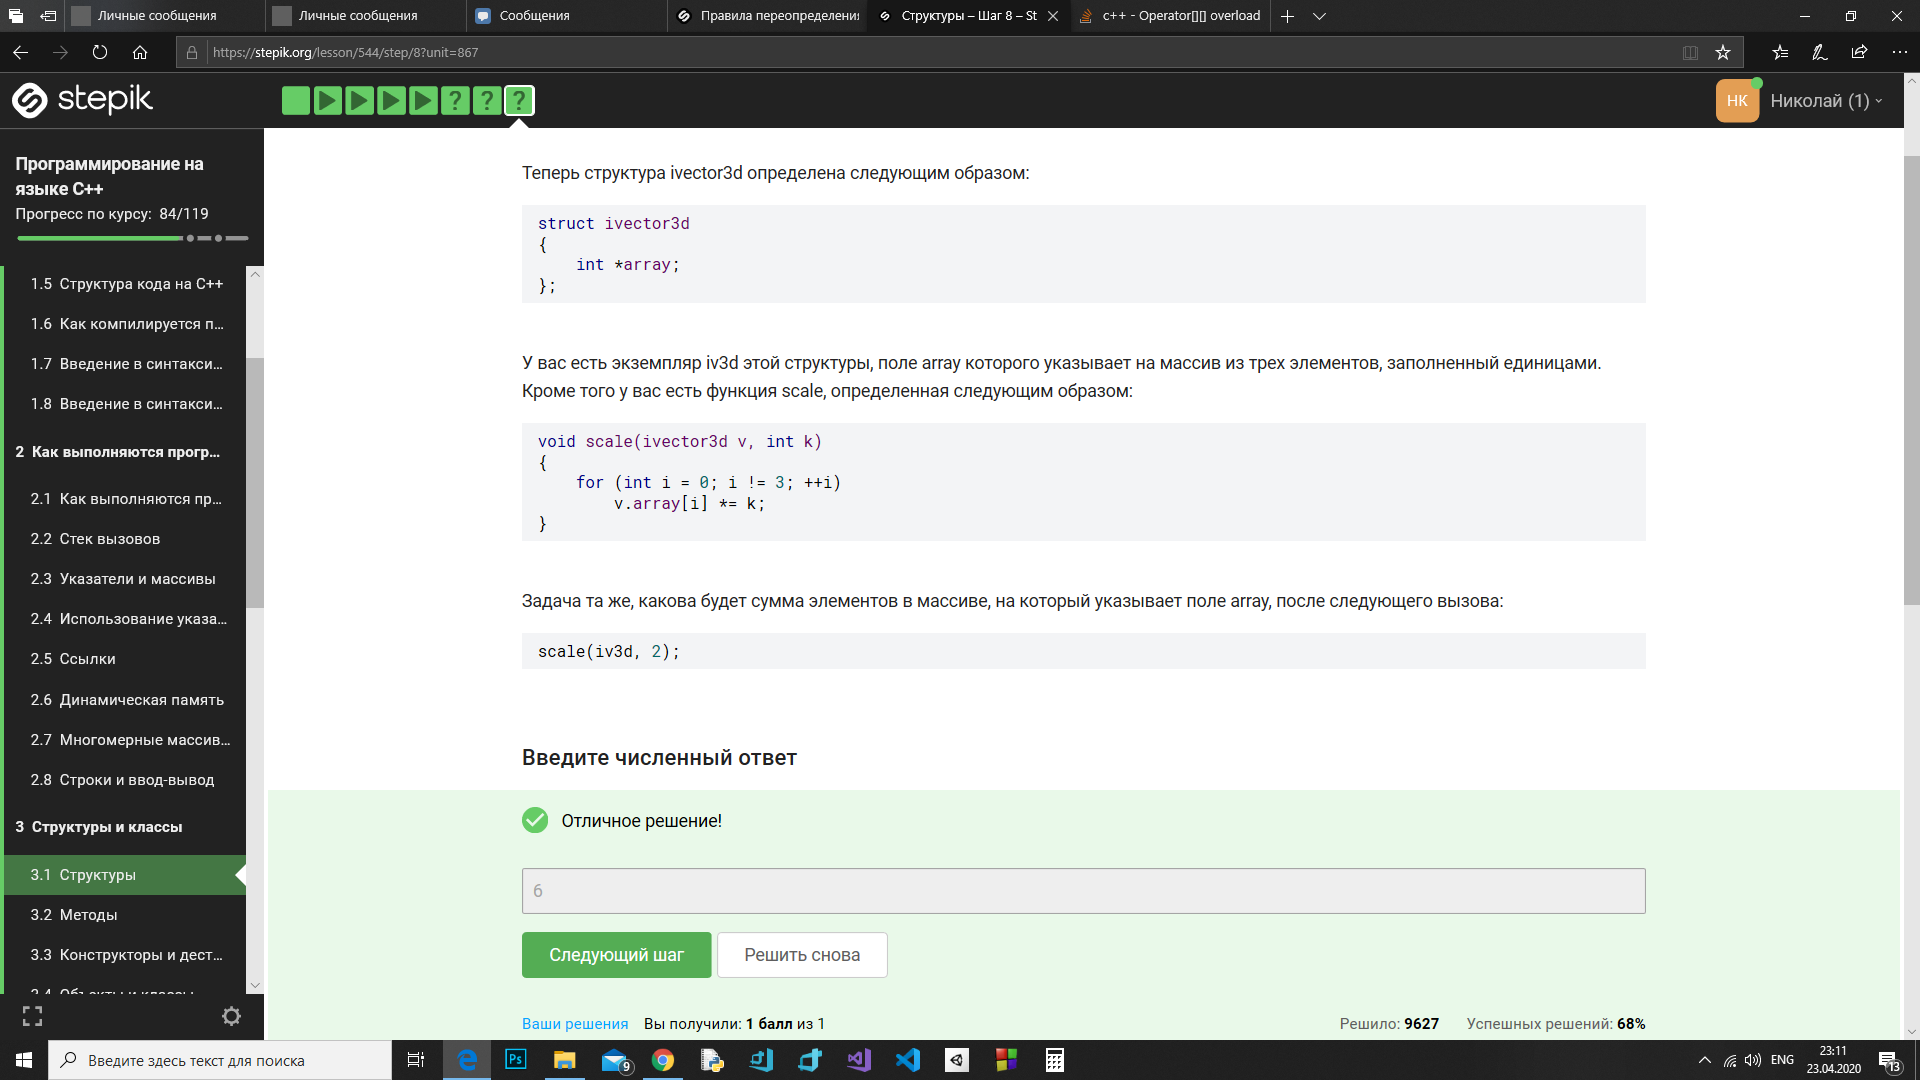 Личные сообщения
Личные сообщения
Сообщения
Правила переопределения
Структуры – Шаг 8 – St
c++ - Operator[][] overload
https://stepik.org/lesson/544/step/8?unit=867
stepik
? ? ?
НК
Николай (1)
Программирование на
языке C++
Прогресс по курсу: 84/119
1.5 Структура кода на C++
1.6 Как компилируется п...
1.7 Введение в синтакси...
1.8 Введение в синтакси...
2 Как выполняются прогр...
2.1 Как выполняются пр...
2.2 Стек вызовов
2.3 Указатели и массивы
2.4 Использование указа...
2.5 Ссылки
2.6 Динамическая память
2.7 Многомерные массив...
2.8 Строки и ввод-вывод
3 Структуры и классы
3.1 Структуры
3.2 Методы
3.3 Конструкторы и дест...
3.4 Объекты и классы
Теперь структура ivector3d определена следующим образом:
struct ivector3d
{
int *array;
};
У вас есть экземпляр iv3d этой структуры, поле array которого указывает на массив из трех элементов, заполненный единицами.
Кроме того у вас есть функция scale, определенная следующим образом:
void scale(ivector3d v, int k)
{
for (int i = 0; i != 3; ++i)
v.array[i] *= k;
}
Задача та же, какова будет сумма элементов в массиве, на который указывает поле array, после следующего вызова:
scale(iv3d, 2);
Введите численный ответ
Отличное решение!
6
Следующий шаг
Решить снова
Ваши решения Вы получили: 1 балл из 1
Решило: 9627 Успешных решений: 68%
Введите здесь текст для поиска
Ps
9
ENG
23:11
23.04.2020
13